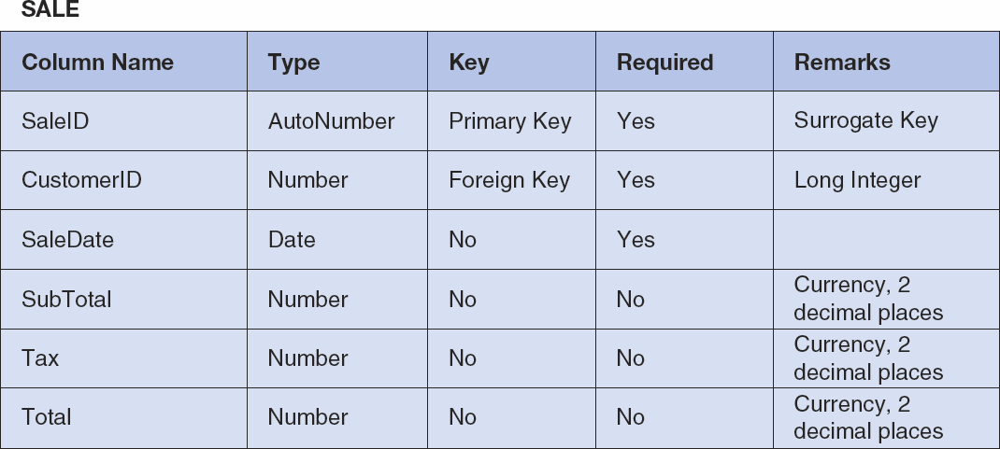 SALE
Column Name Type Key Required Remarks
SaleID AutoNumber Primary Key Yes Surrogate Key
CustomerID Number Foreign Key Yes Long Integer
SaleDate Date No Yes
SubTotal Number No No Currency, 2
decimal places
Tax Number No No Currency, 2
decimal places
Total Number No No Currency, 2
decimal places